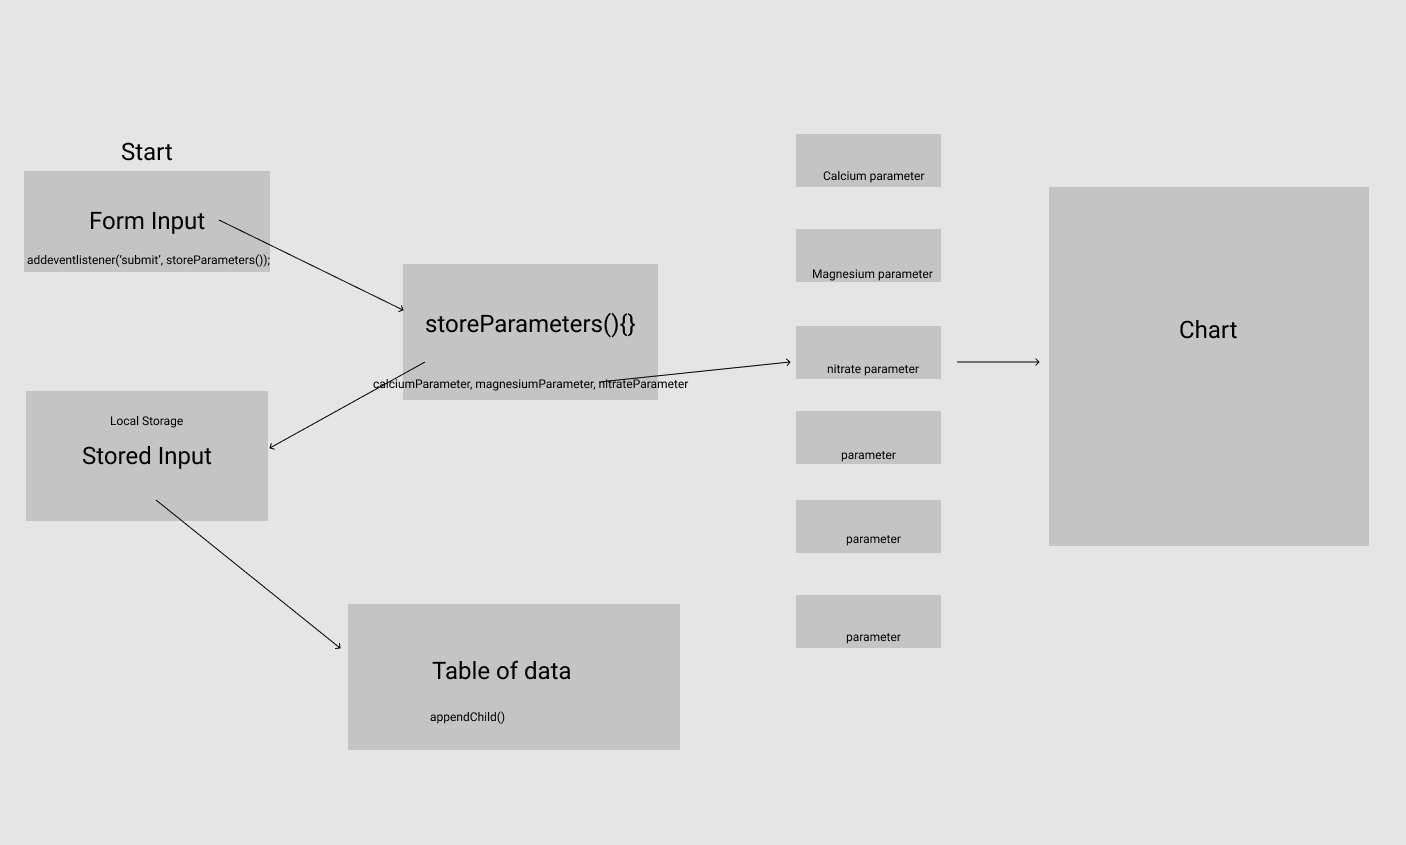 Start
Form Input
addeventlistener(‘submit’, storeParameters());
storeParameters(){}
calciumParameter, magnesiumParameter, nitrateParameter
Local Storage
Stored Input
Table of data
appendChild()
Calcium parameter
Magnesium parameter
nitrate parameter
parameter
parameter
parameter
Chart